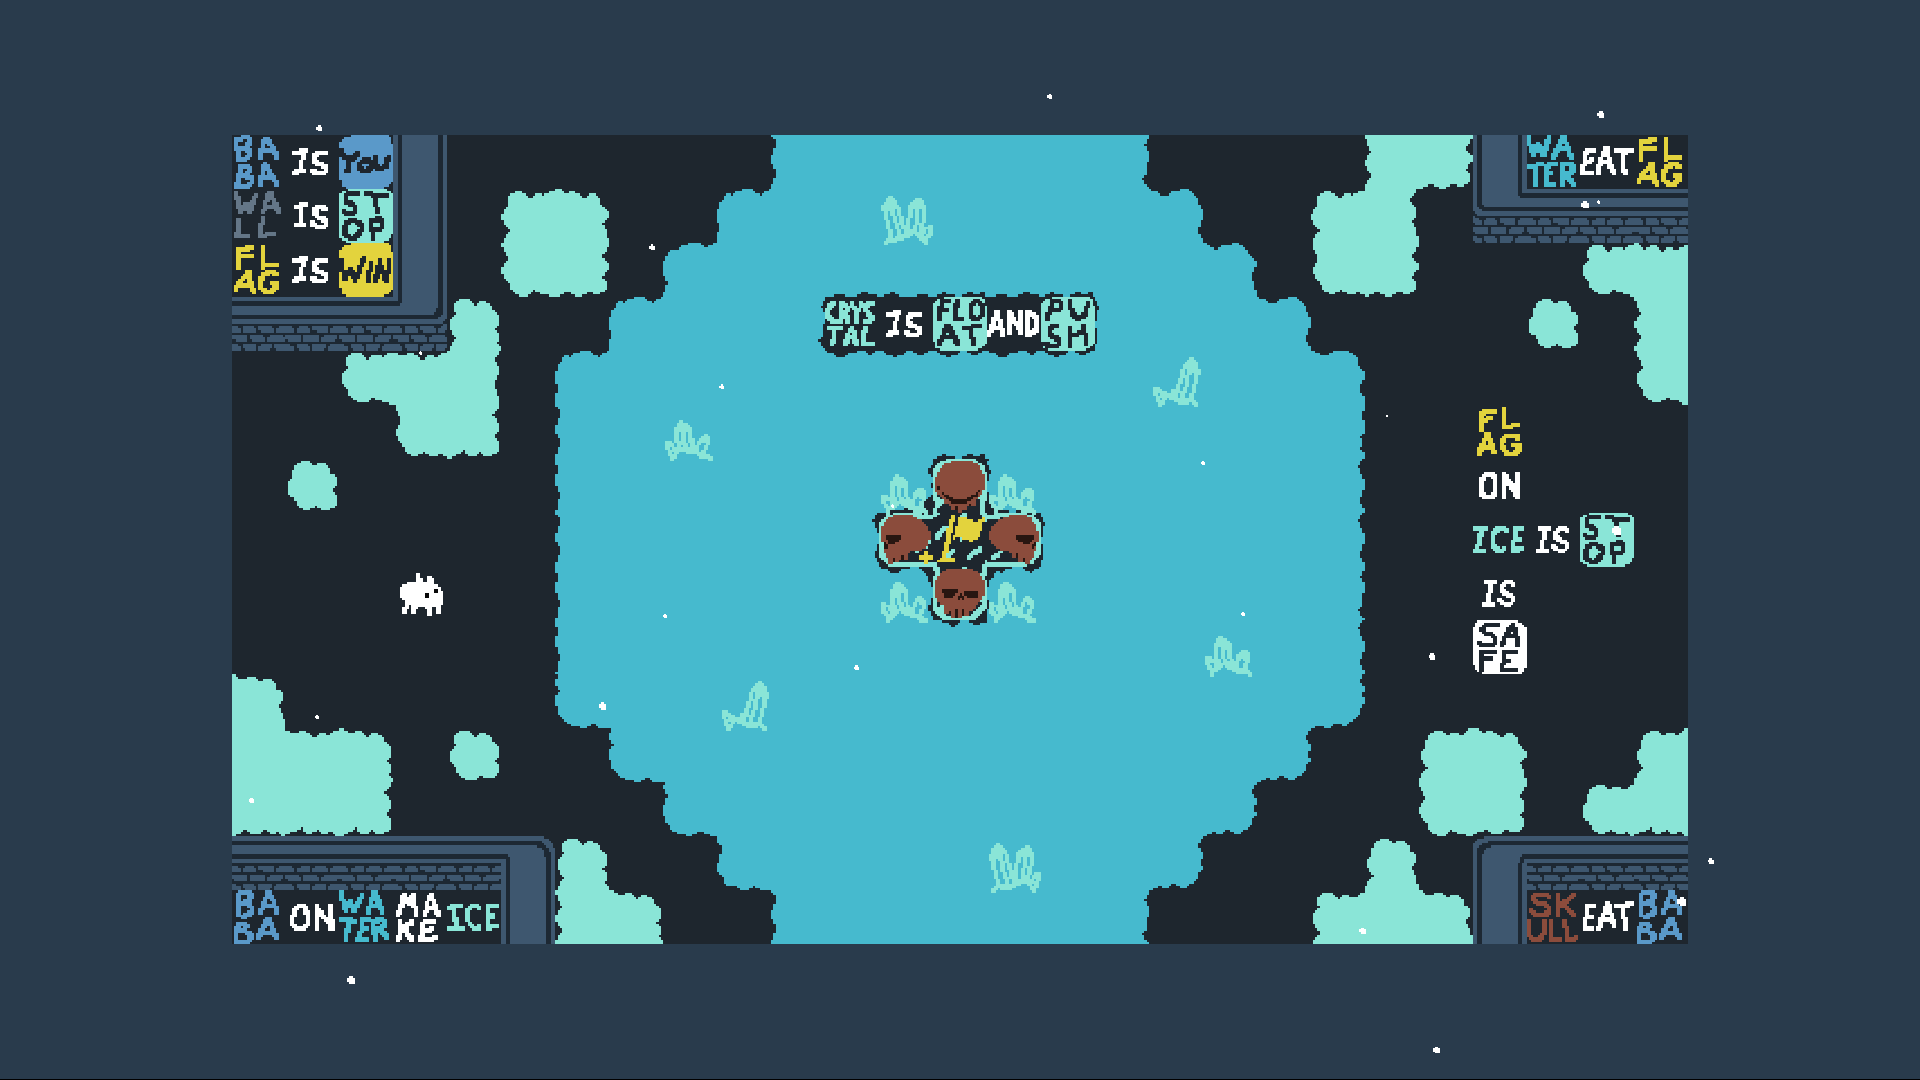 BABA IS YOU
WALL IS STOP
FLAG IS WIN
WATER EAT FLAG
CRYSTAL IS FLOAT AND PUSH
FLAG
ON
ICE IS STOP
IS
SAFE
BABA ON WATER MAKE ICE
SKULL EAT BABA